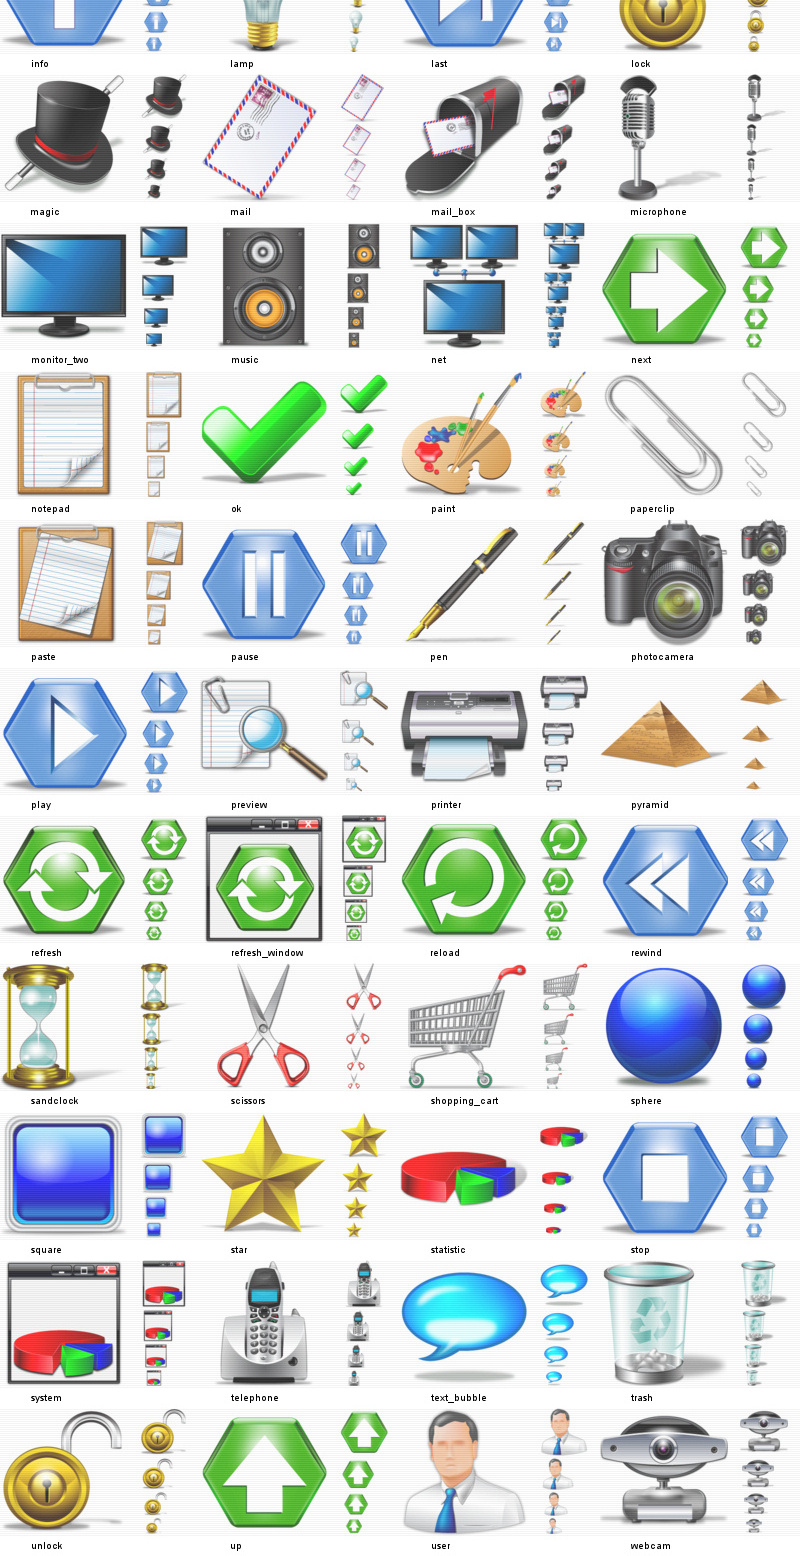 info lamp last lock
magic mail mail_box microphone
monitor_two music net next
notepad ok paint paperclip
paste pause pen photocamera
play preview printer pyramid
refresh refresh_window reload rewind
sandclock scissors shopping_cart sphere
square star statistic stop
system telephone text_bubble trash
unlock up user webcam